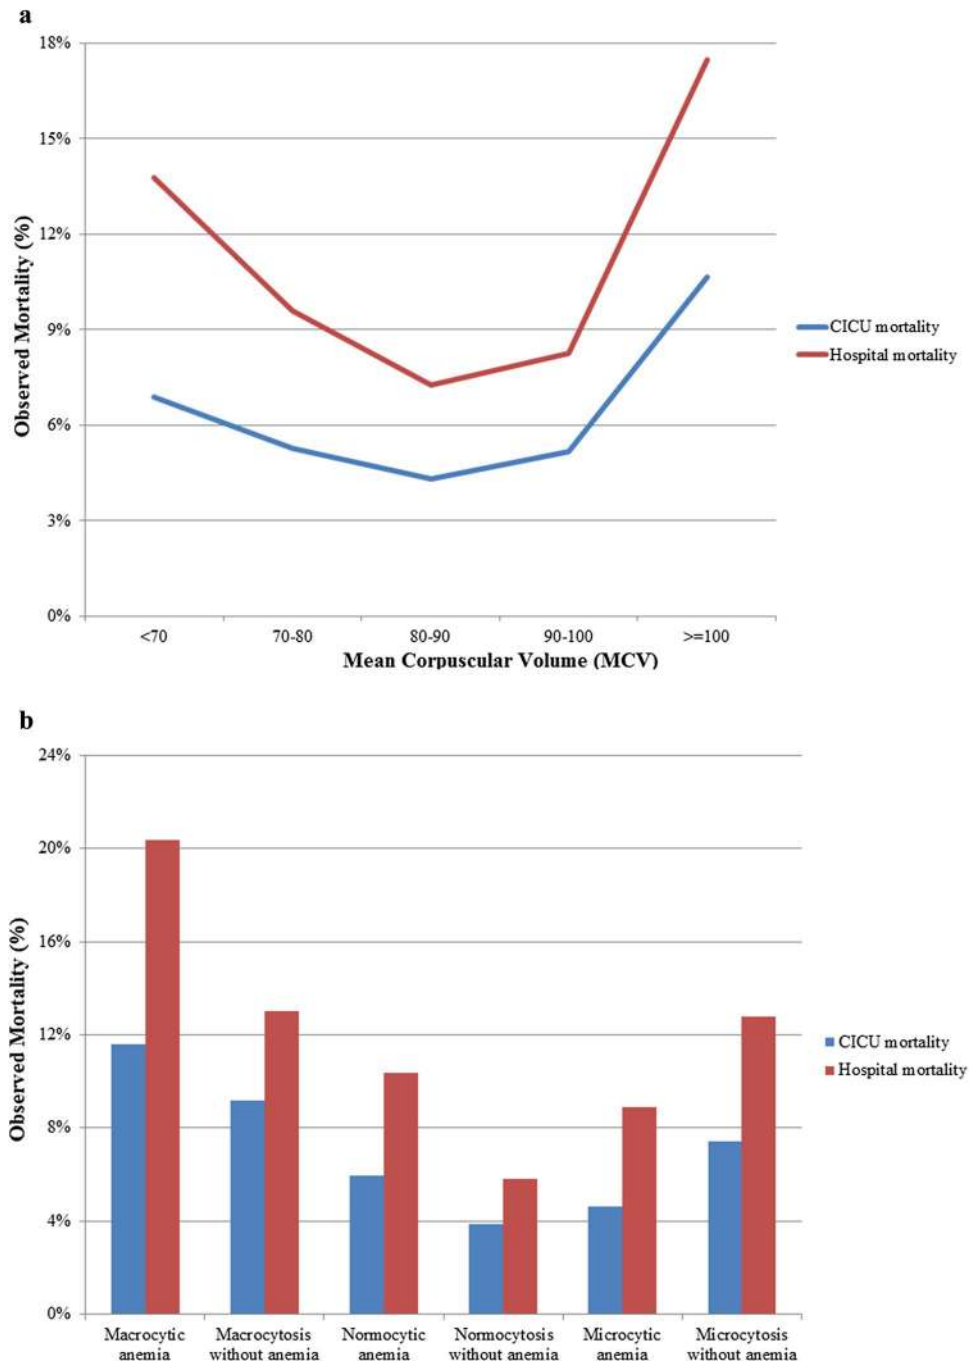 a
18%
15%
12%
9%
6%
3%
0%
Observed Mortality (%)
<70 70-80 80-90 90-100 >=100
Mean Corpuscular Volume (MCV)
CICU mortality
Hospital mortality
b
24%
20%
16%
12%
8%
4%
0%
Observed Mortality (%)
Macrocytic anemia
Macrocytosis without anemia
Normocytic anemia
Normocytosis without anemia
Microcytic anemia
Microcytosis without anemia
CICU mortality
Hospital mortality